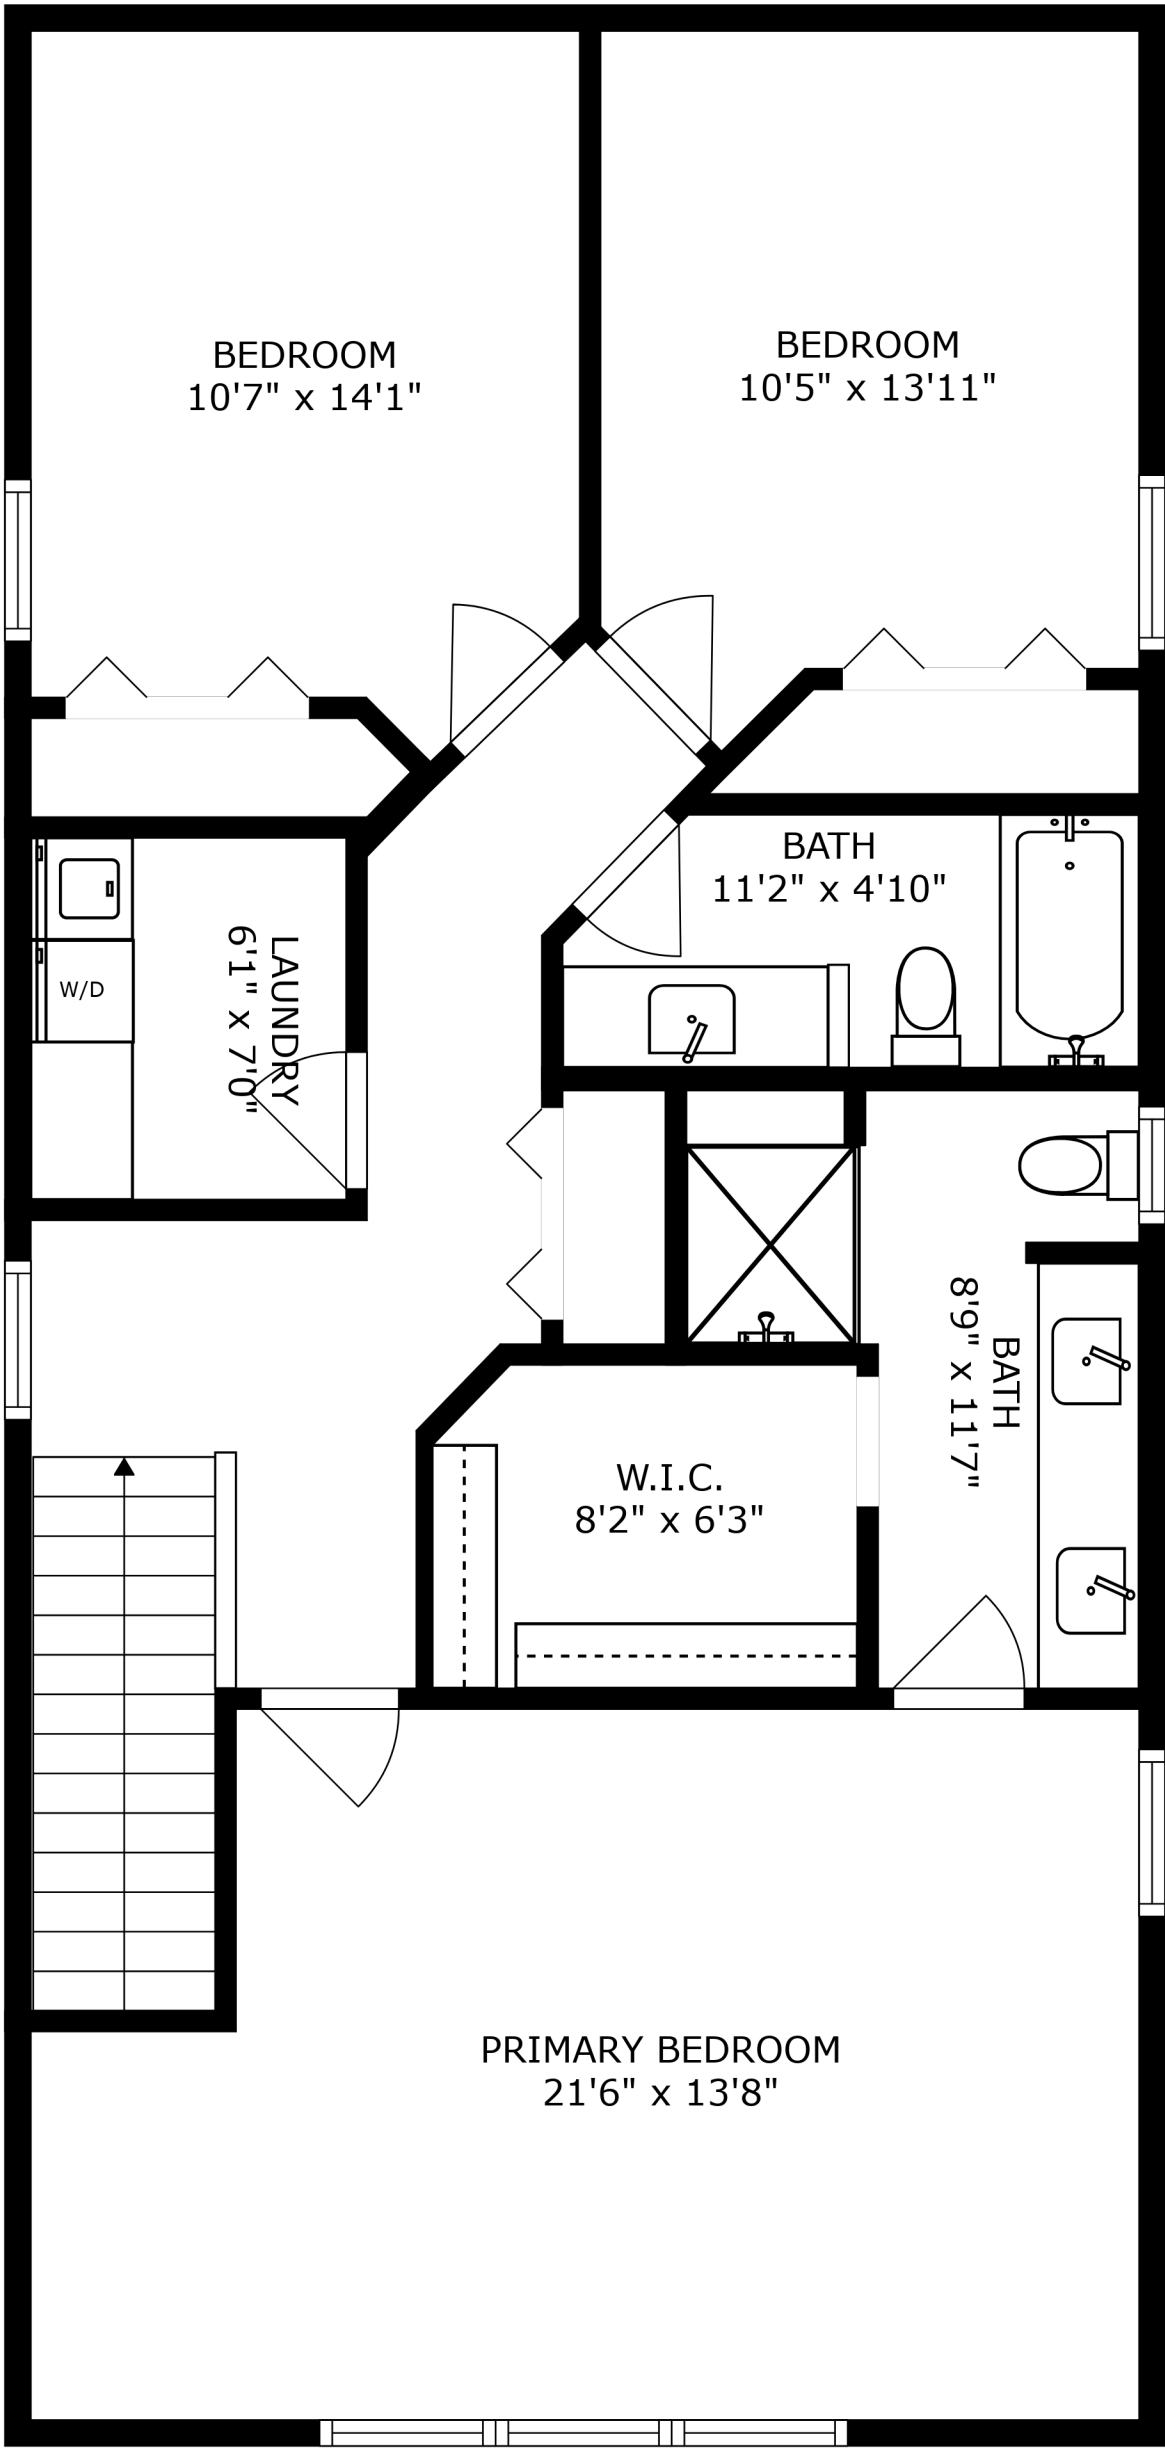 BEDROOM
10'7" x 14'1"
BEDROOM
10'5" x 13'11"
BATH
11'2" x 4'10"
LAUNDRY
6'1" x 7'0"
W/D
BATH
8'9" x 11'7"
W.I.C.
8'2" x 6'3"
PRIMARY BEDROOM
21'6" x 13'8"